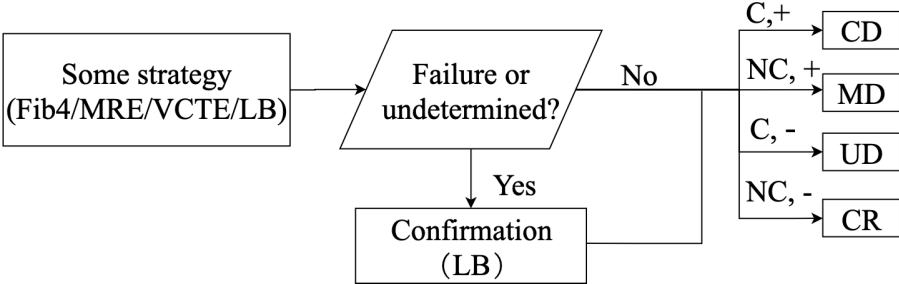 Some strategy
(Fib4/MRE/VCTE/LB)
Failure or
undetermined?
No
Yes
Confirmation
（LB）
C,+
CD
NC, +
MD
C, -
UD
NC, -
CR